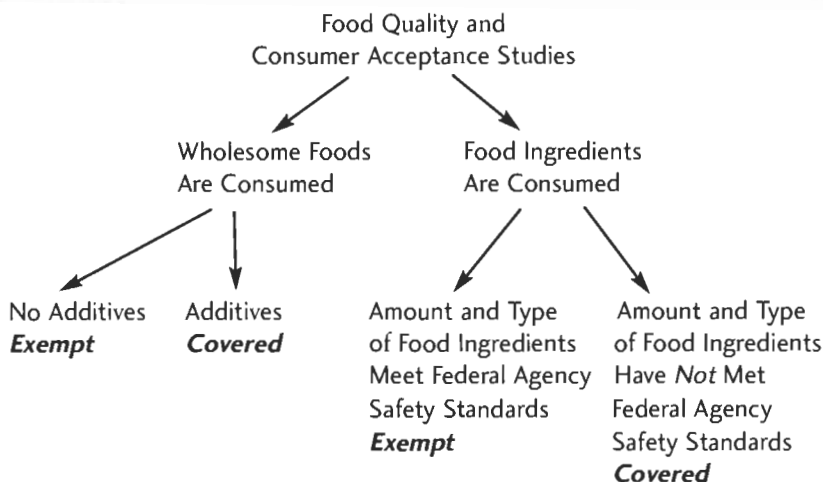 Food Quality and
Consumer Acceptance Studies
Wholesome Foods
Are Consumed
Food Ingredients
Are Consumed
No Additives
Exempt
Additives
Covered
Amount and Type
of Food Ingredients
Meet Federal Agency
Safety Standards
Exempt
Amount and Type
of Food Ingredients
Have Not Met
Federal Agency
Safety Standards
Covered